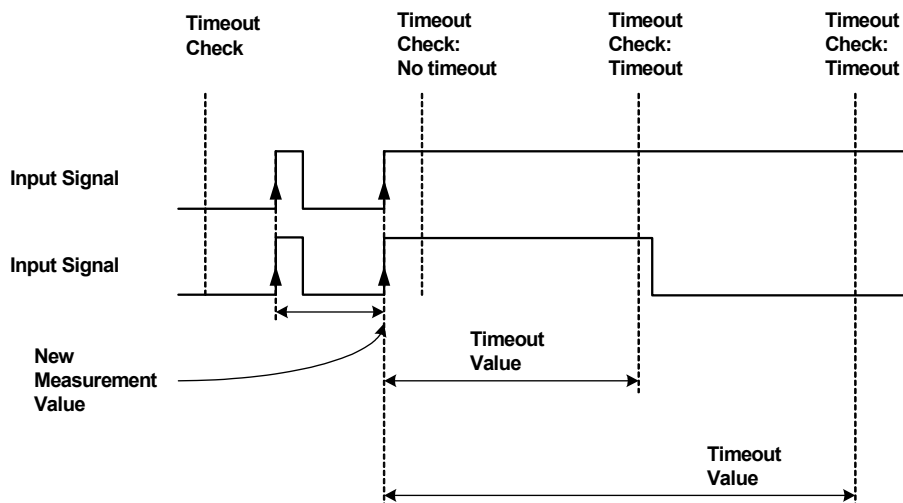 Timeout
Check
Timeout
Check:
No timeout
Timeout
Check:
Timeout
Timeout
Check:
Timeout
Input Signal
Input Signal
New
Measurement
Value
Timeout
Value
Timeout
Value